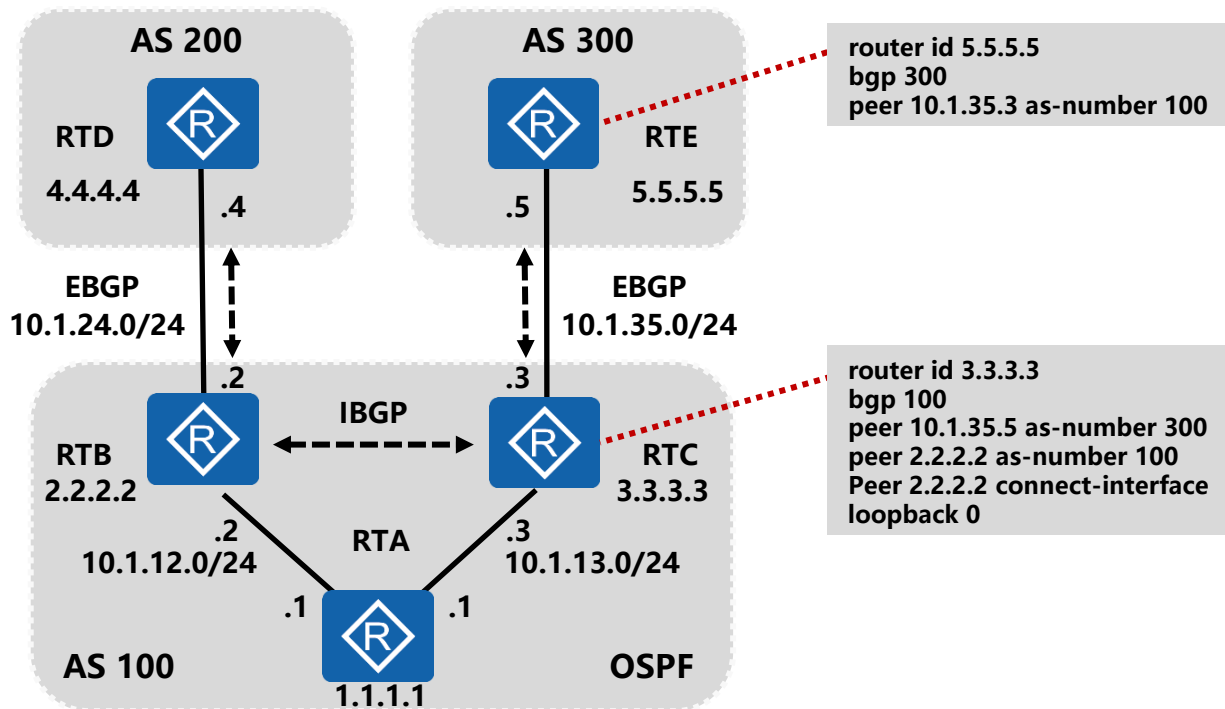 AS 200
AS 300
R
R
RTD
RTE
4.4.4.4
5.5.5.5
.4
.5
router id 5.5.5.5
bgp 300
peer 10.1.35.3 as-number 100
EBGP
10.1.24.0/24
EBGP
10.1.35.0/24
.2
.3
IBGP
R
R
RTB
2.2.2.2
RTC
3.3.3.3
router id 3.3.3.3
bgp 100
peer 10.1.35.5 as-number 300
peer 2.2.2.2 as-number 100
Peer 2.2.2.2 connect-interface
loopback 0
.2
RTA
.3
10.1.12.0/24
10.1.13.0/24
.1
.1
R
AS 100
OSPF
1.1.1.1